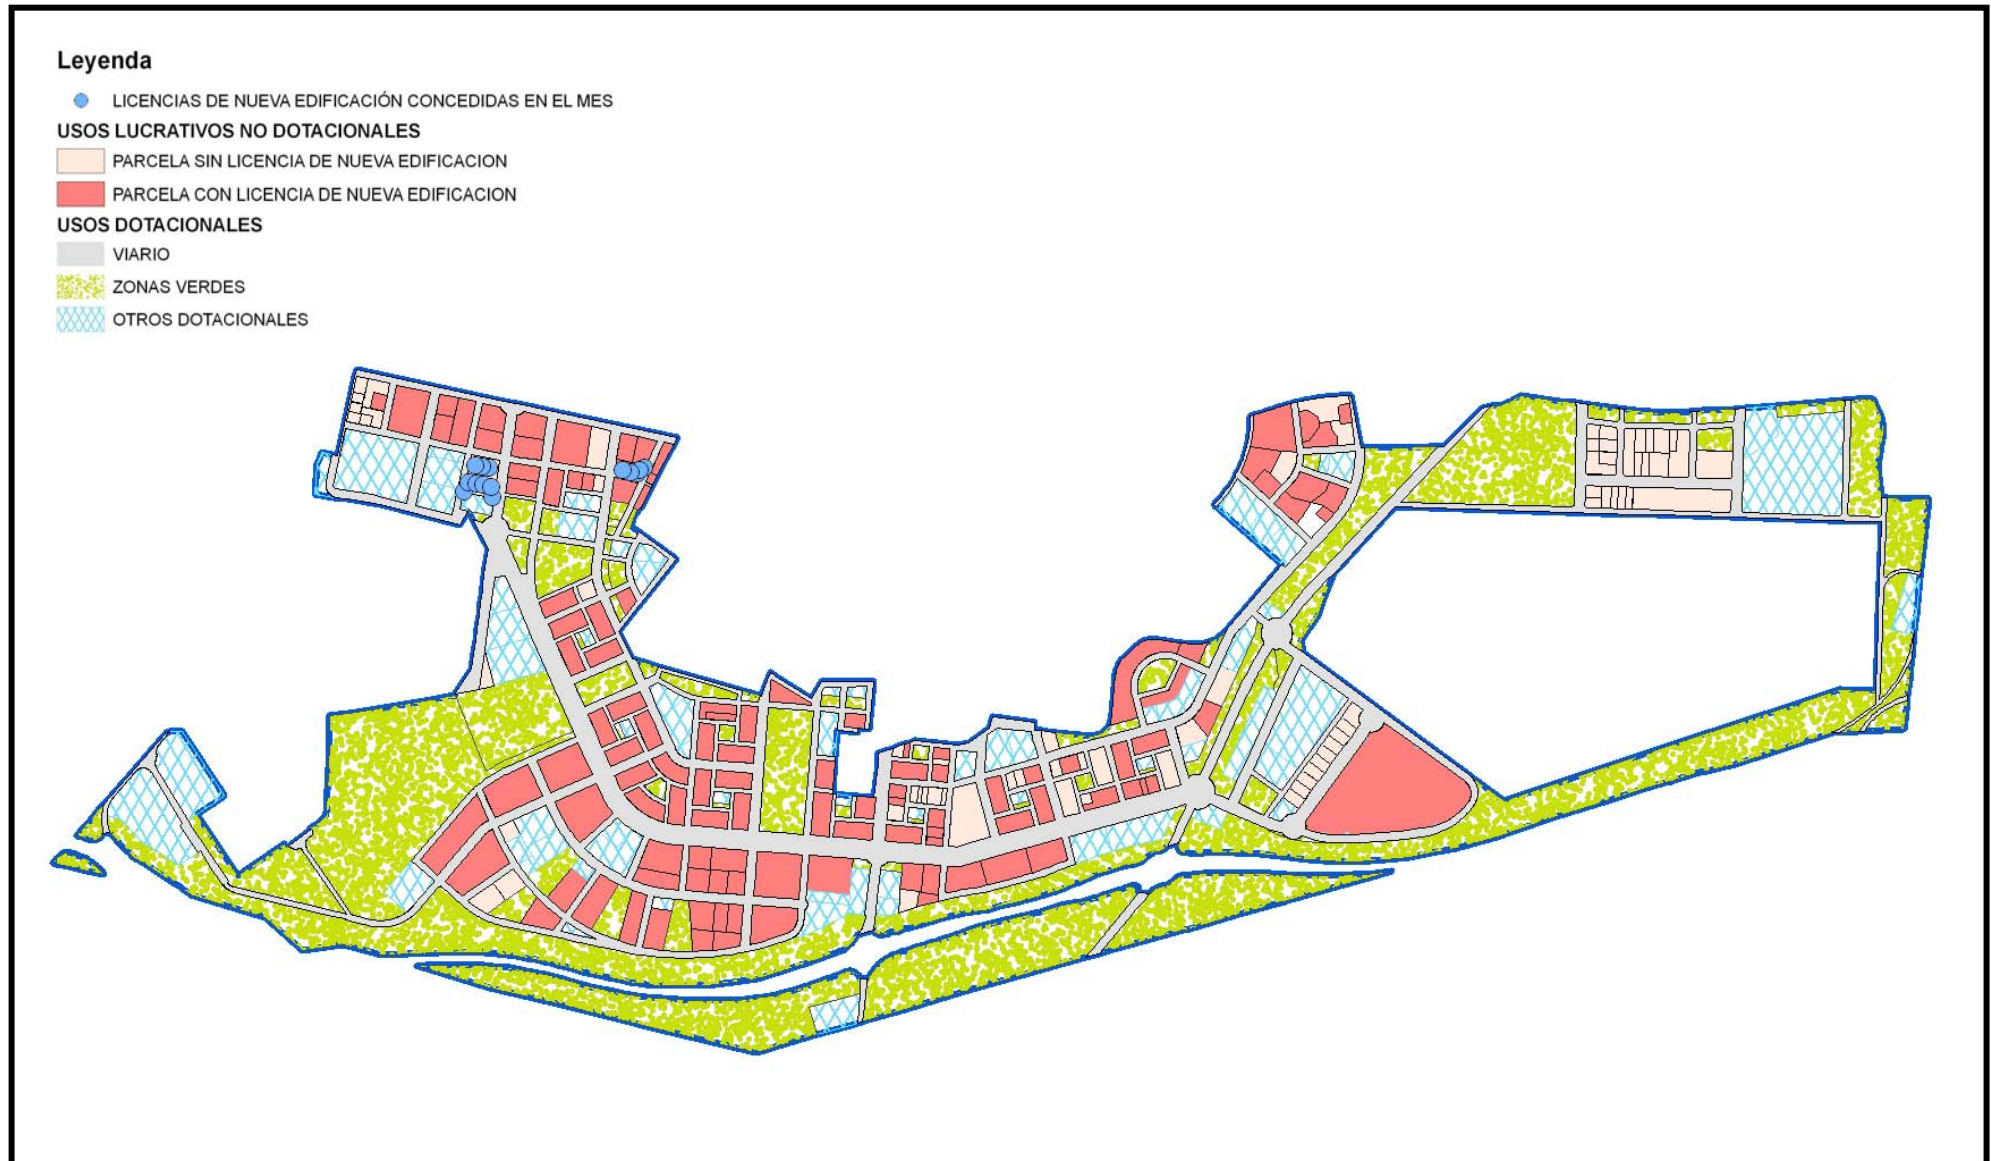 Leyenda
LICENCIAS DE NUEVA EDIFICACIÓN CONCEDIDAS EN EL MES
USOS LUCRATIVOS NO DOTACIONALES
PARCELA SIN LICENCIA DE NUEVA EDIFICACION
PARCELA CON LICENCIA DE NUEVA EDIFICACION
USOS DOTACIONALES
VIARIO
ZONAS VERDES
OTROS DOTACIONALES